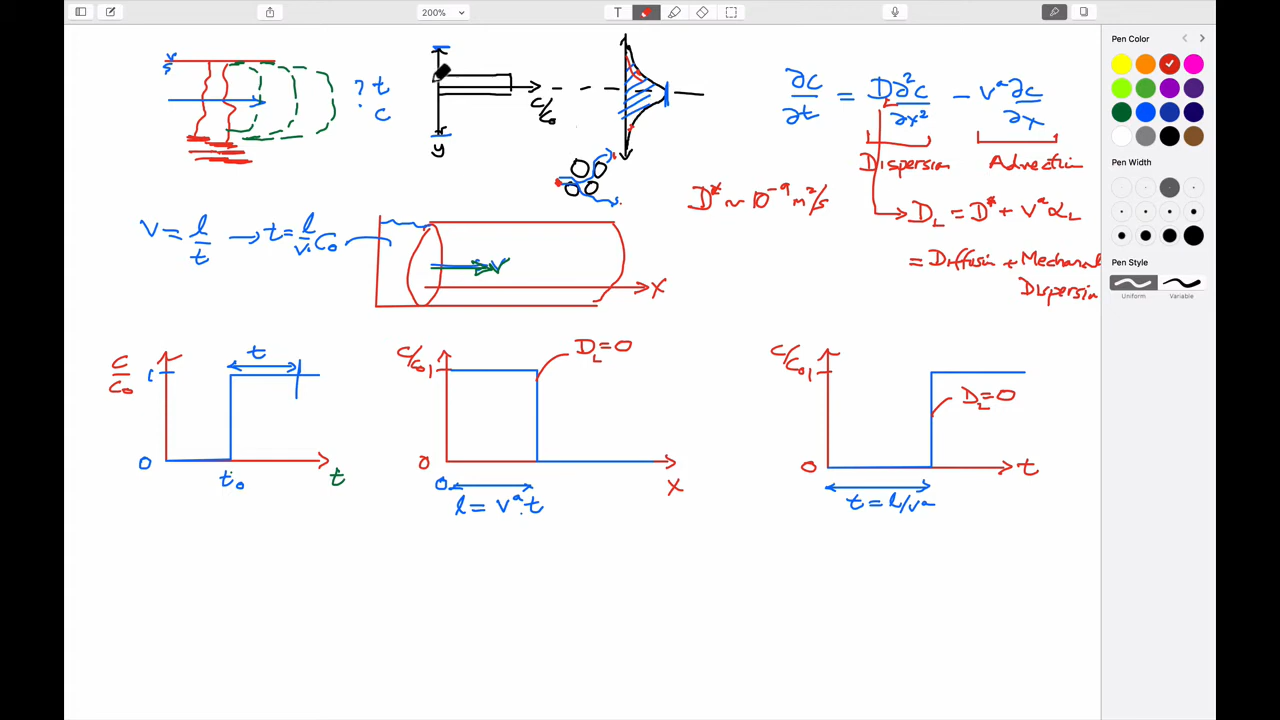 200%
T
? t
? c
C/C₀
y
∂c/∂t = D_L ∂²c/∂x² − vᵃ ∂c/∂x
Dispersion
Advection
D* ~ 10⁻⁹ m²/s
D_L = D* + vᵃ α_L
= Diffusion + Mechanical
Dispersion
v = l/t → t = l/v
C₀
v
x
C/C₀
1
0
t
t₀
t
C/C₀
1
0
D_L = 0
0
l = vᵃ t
x
C/C₀
1
0
D_L = 0
t
t = l/vᵃ
Pen Color
Pen Width
Pen Style
Uniform
Variable